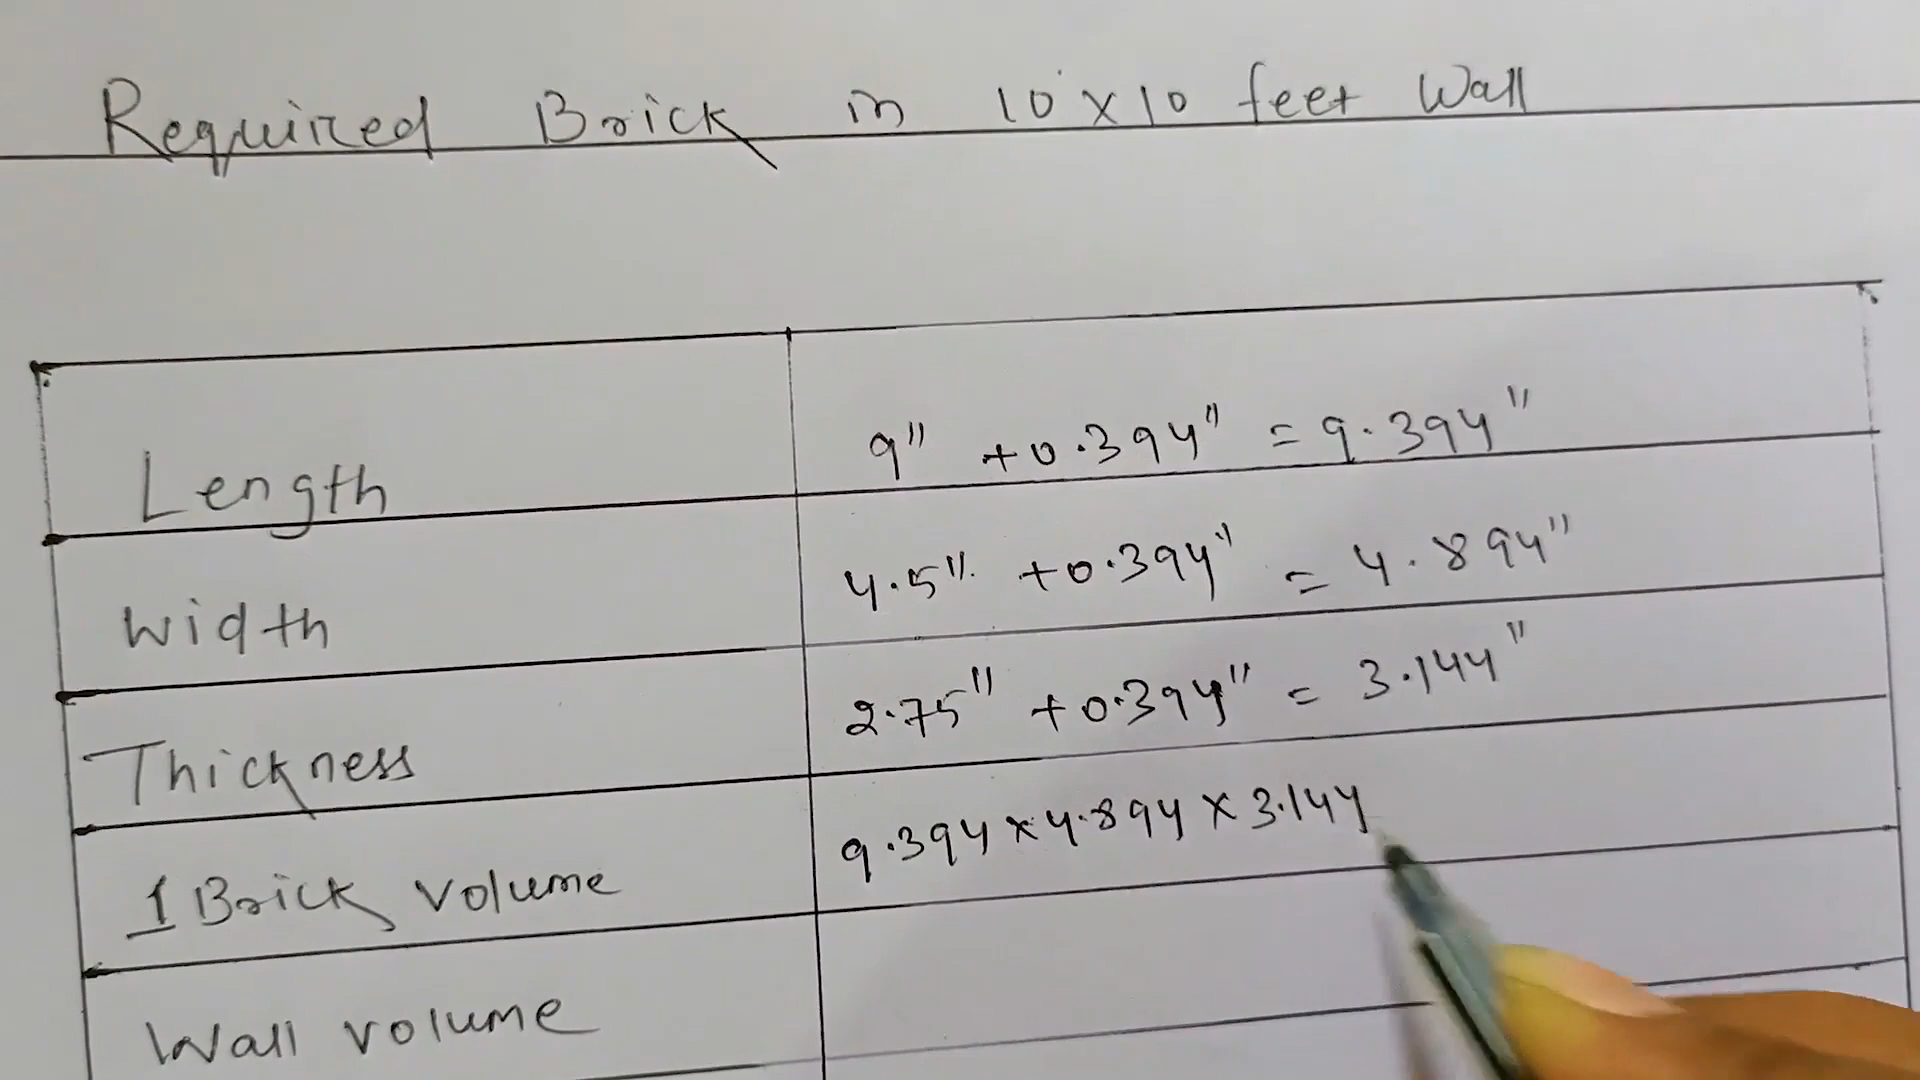 Required Brick in 10 x 10 feet Wall
Length 9" + 0.394" = 9.394"
Width 4.5" + 0.394" = 4.894"
Thickness 2.75" + 0.394" = 3.144"
1 Brick volume 9.394 x 4.894 x 3.144
Wall volume